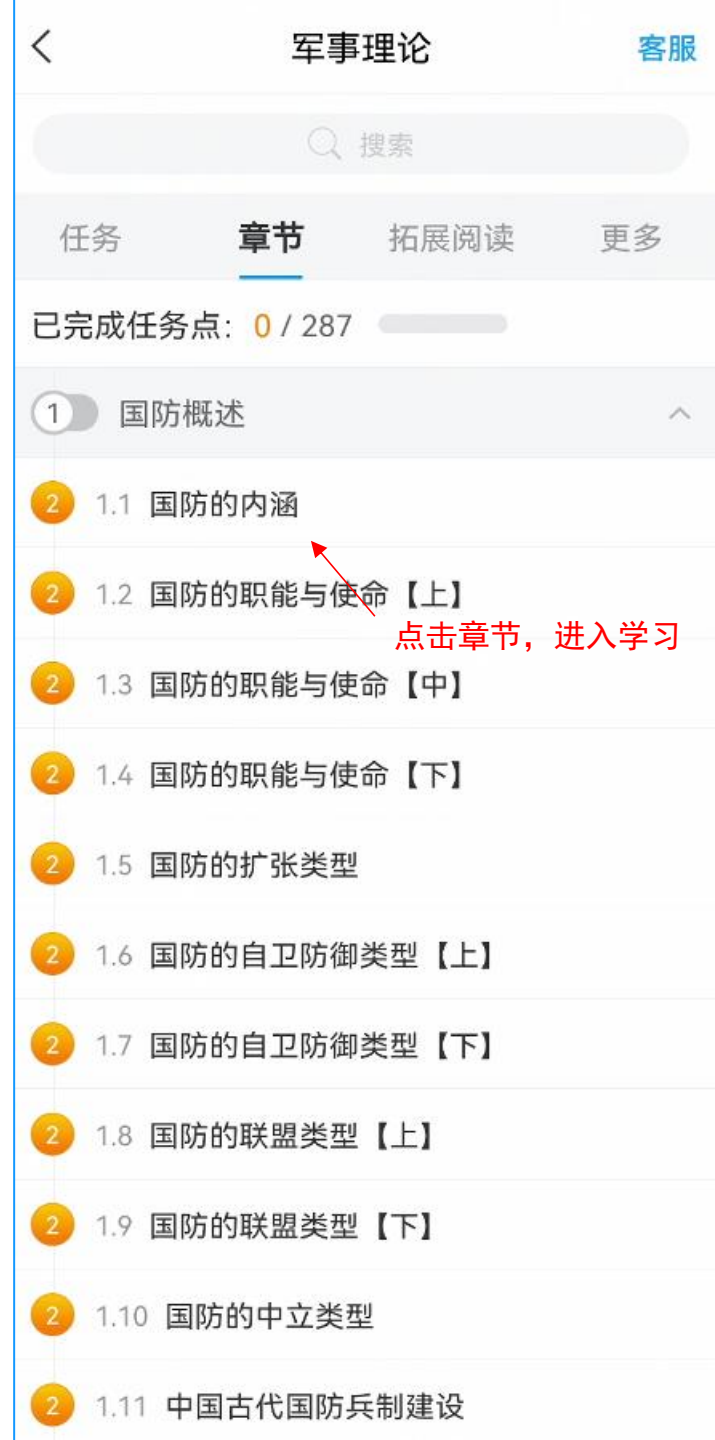 军事理论 客服
搜索
任务 章节 拓展阅读 更多
已完成任务点：0 / 287
1 国防概述
2 1.1 国防的内涵
2 1.2 国防的职能与使命【上】
点击章节，进入学习
2 1.3 国防的职能与使命【中】
2 1.4 国防的职能与使命【下】
2 1.5 国防的扩张类型
2 1.6 国防的自卫防御类型【上】
2 1.7 国防的自卫防御类型【下】
2 1.8 国防的联盟类型【上】
2 1.9 国防的联盟类型【下】
2 1.10 国防的中立类型
2 1.11 中国古代国防兵制建设